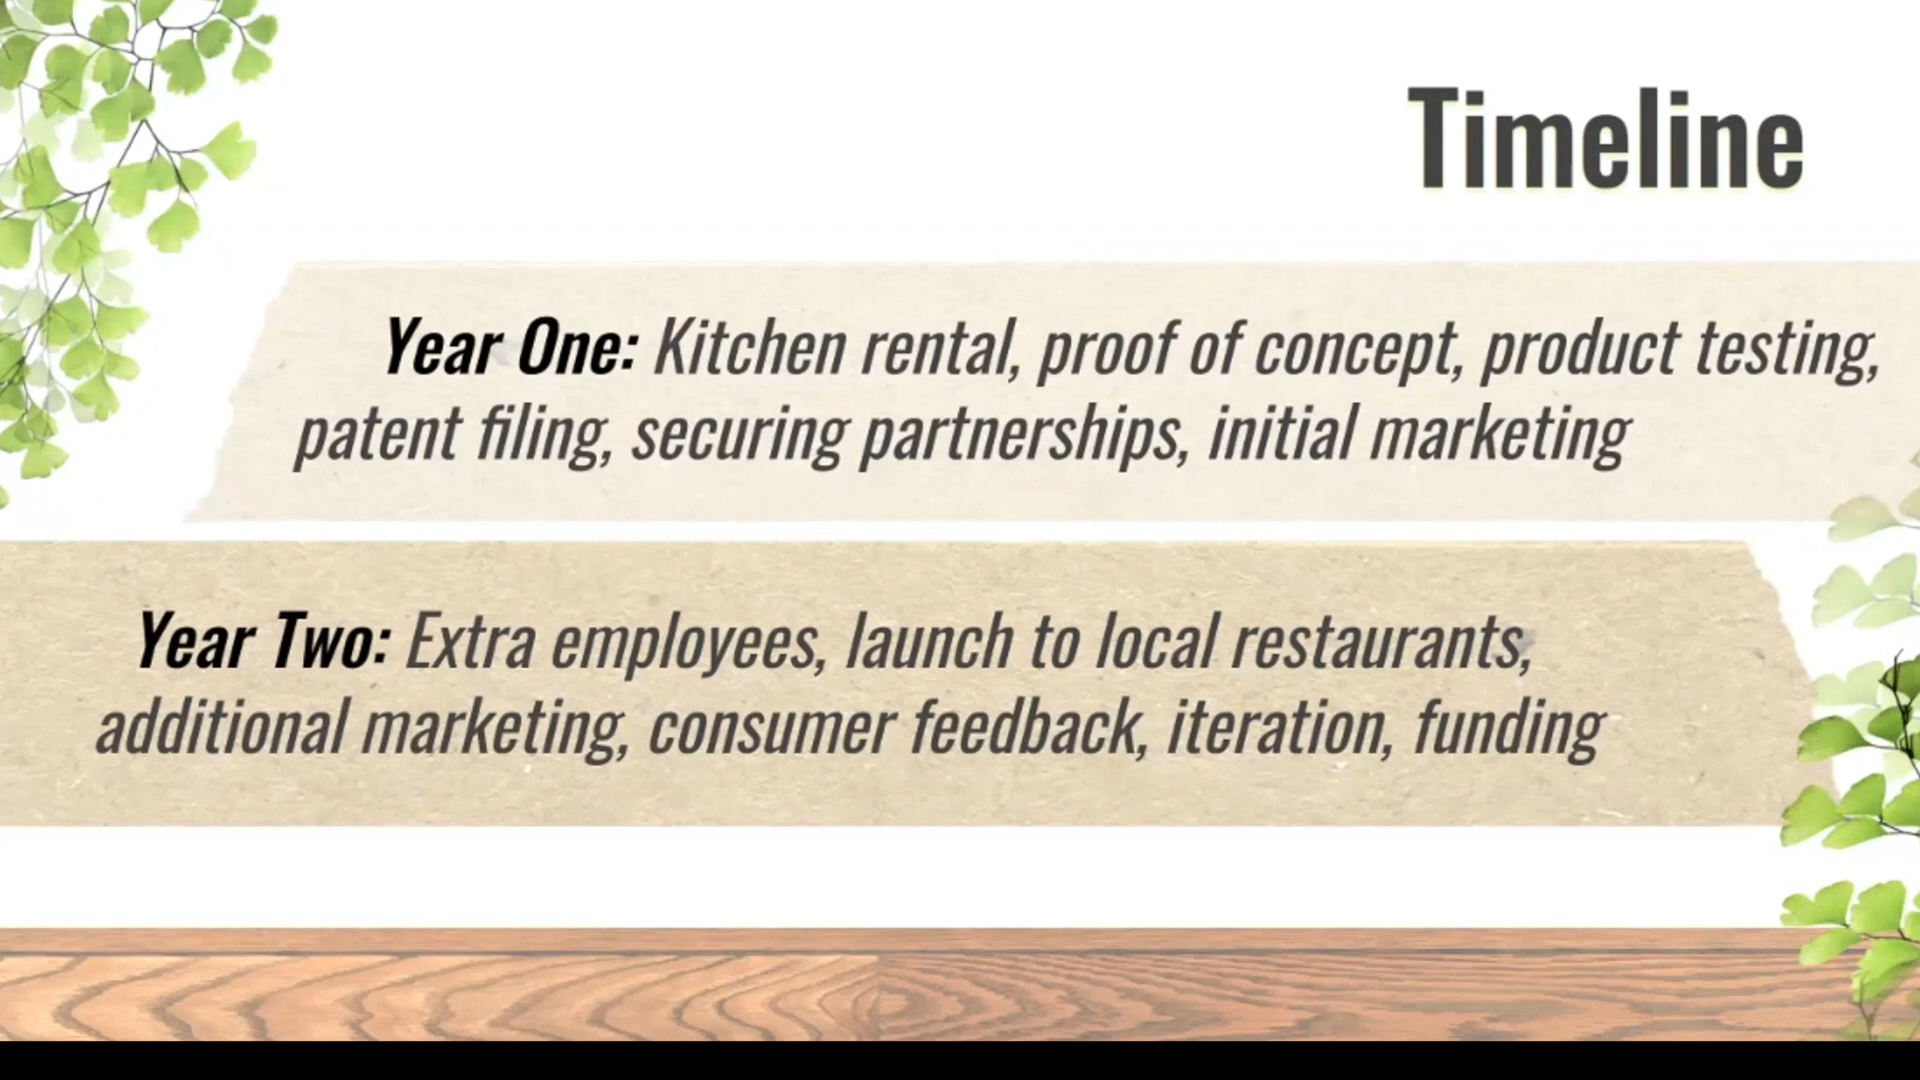 Timeline
Year One: Kitchen rental, proof of concept, product testing,
patent filing, securing partnerships, initial marketing
Year Two: Extra employees, launch to local restaurants,
additional marketing, consumer feedback, iteration, funding